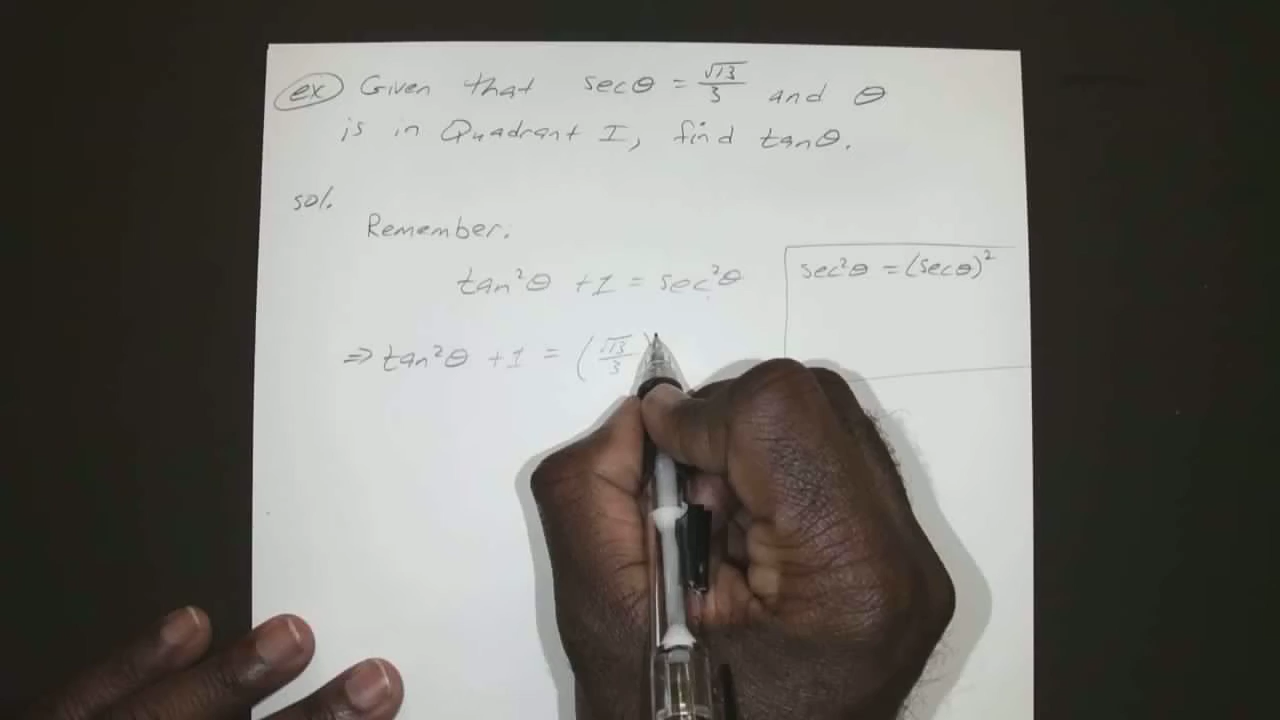 ex Given that secθ = √13/3 and θ
is in Quadrant I, find tanθ.
sol.
Remember.
tan²θ + 1 = sec²θ
sec²θ = (secθ)²
⇒ tan²θ + 1 = (√13/3)